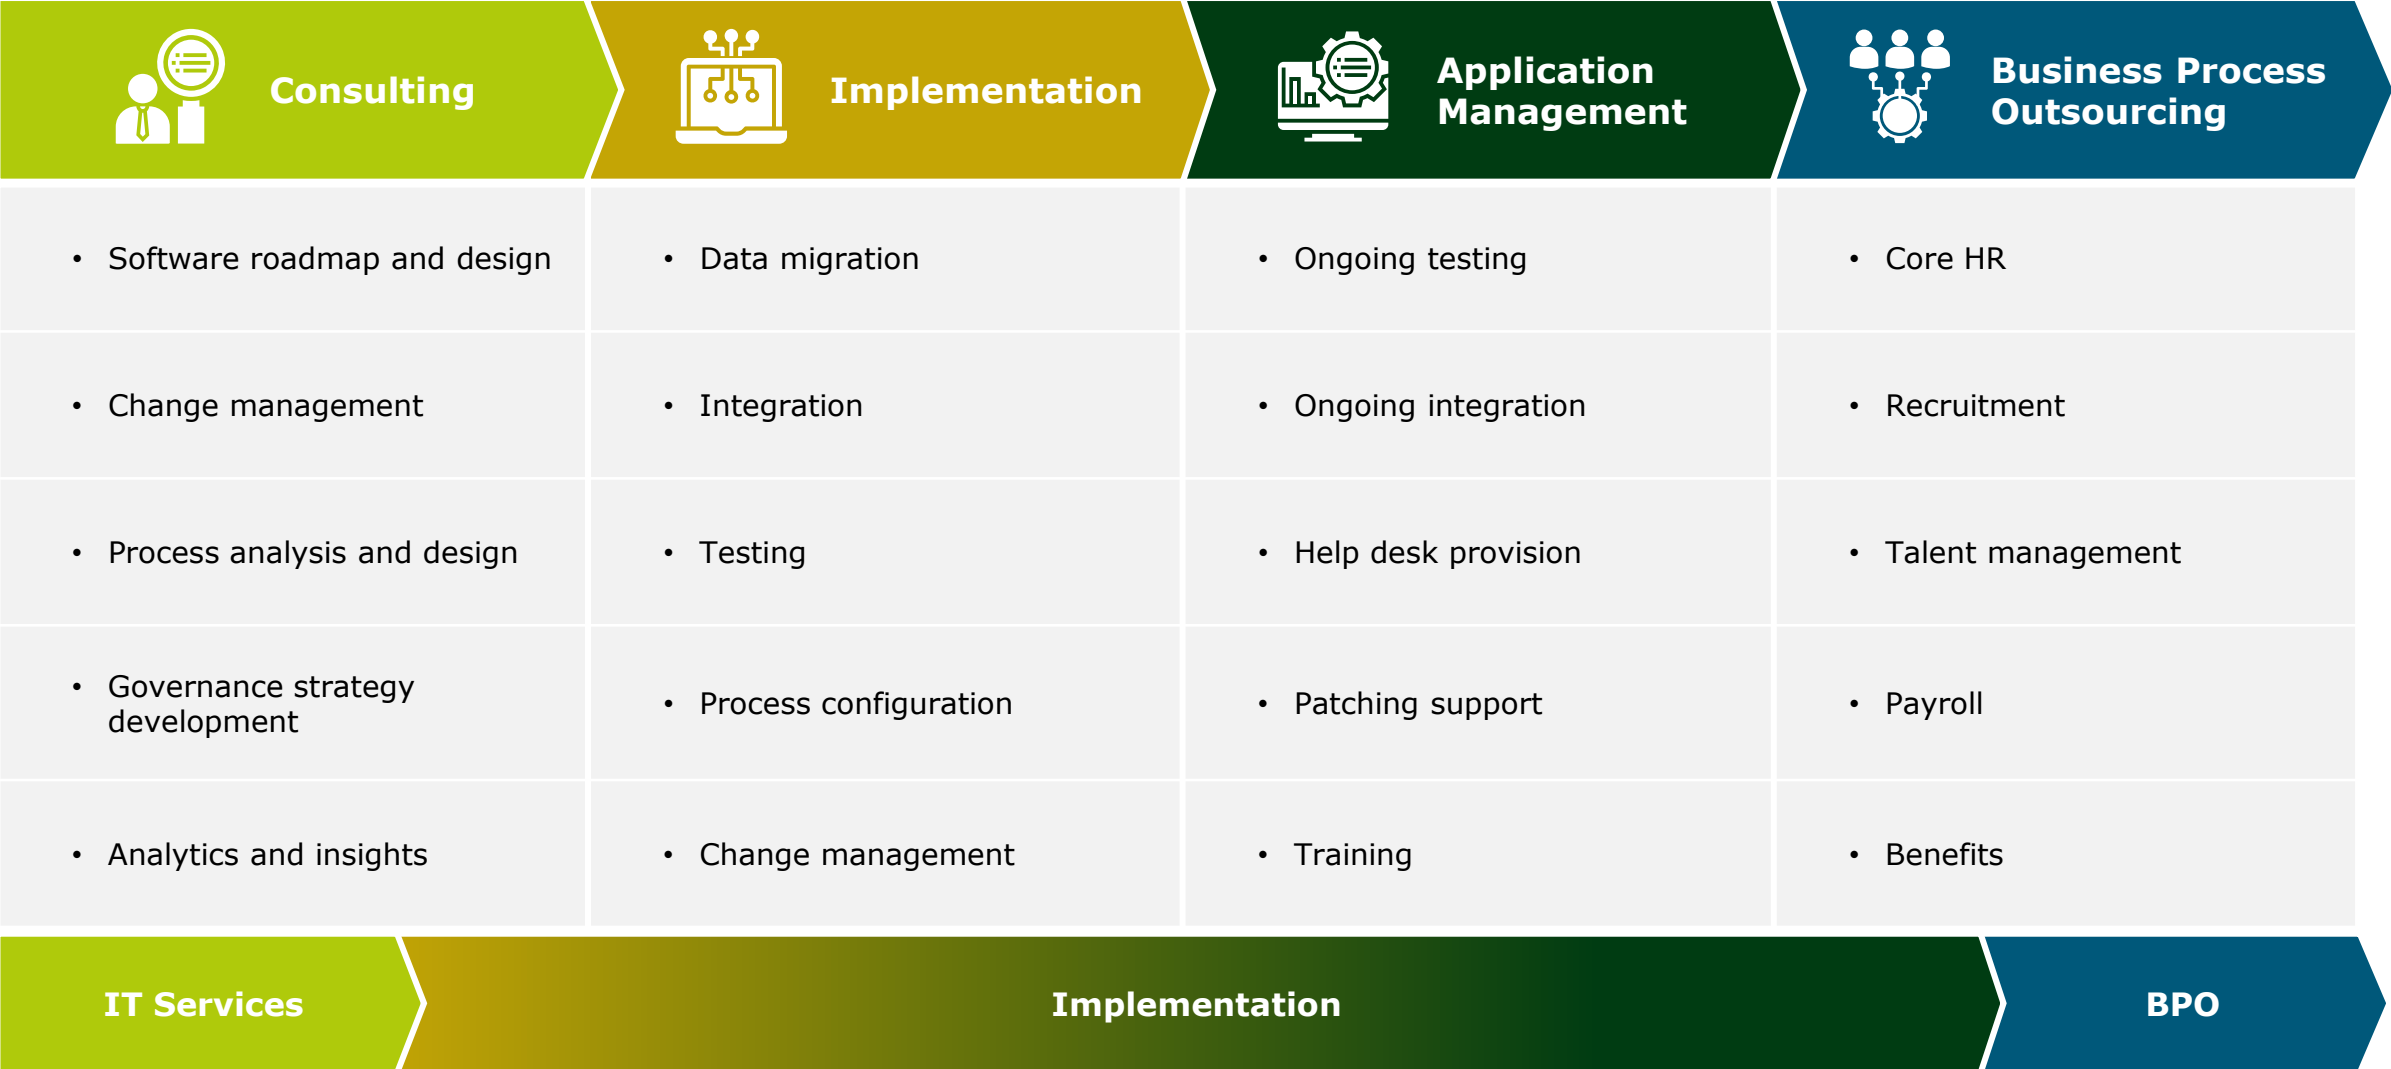 Consulting
Implementation
Application
Management
Business Process
Outsourcing
• Software roadmap and design
• Data migration
• Ongoing testing
• Core HR
• Change management
• Integration
• Ongoing integration
• Recruitment
• Process analysis and design
• Testing
• Help desk provision
• Talent management
• Governance strategy
development
• Process configuration
• Patching support
• Payroll
• Analytics and insights
• Change management
• Training
• Benefits
IT Services
Implementation
BPO